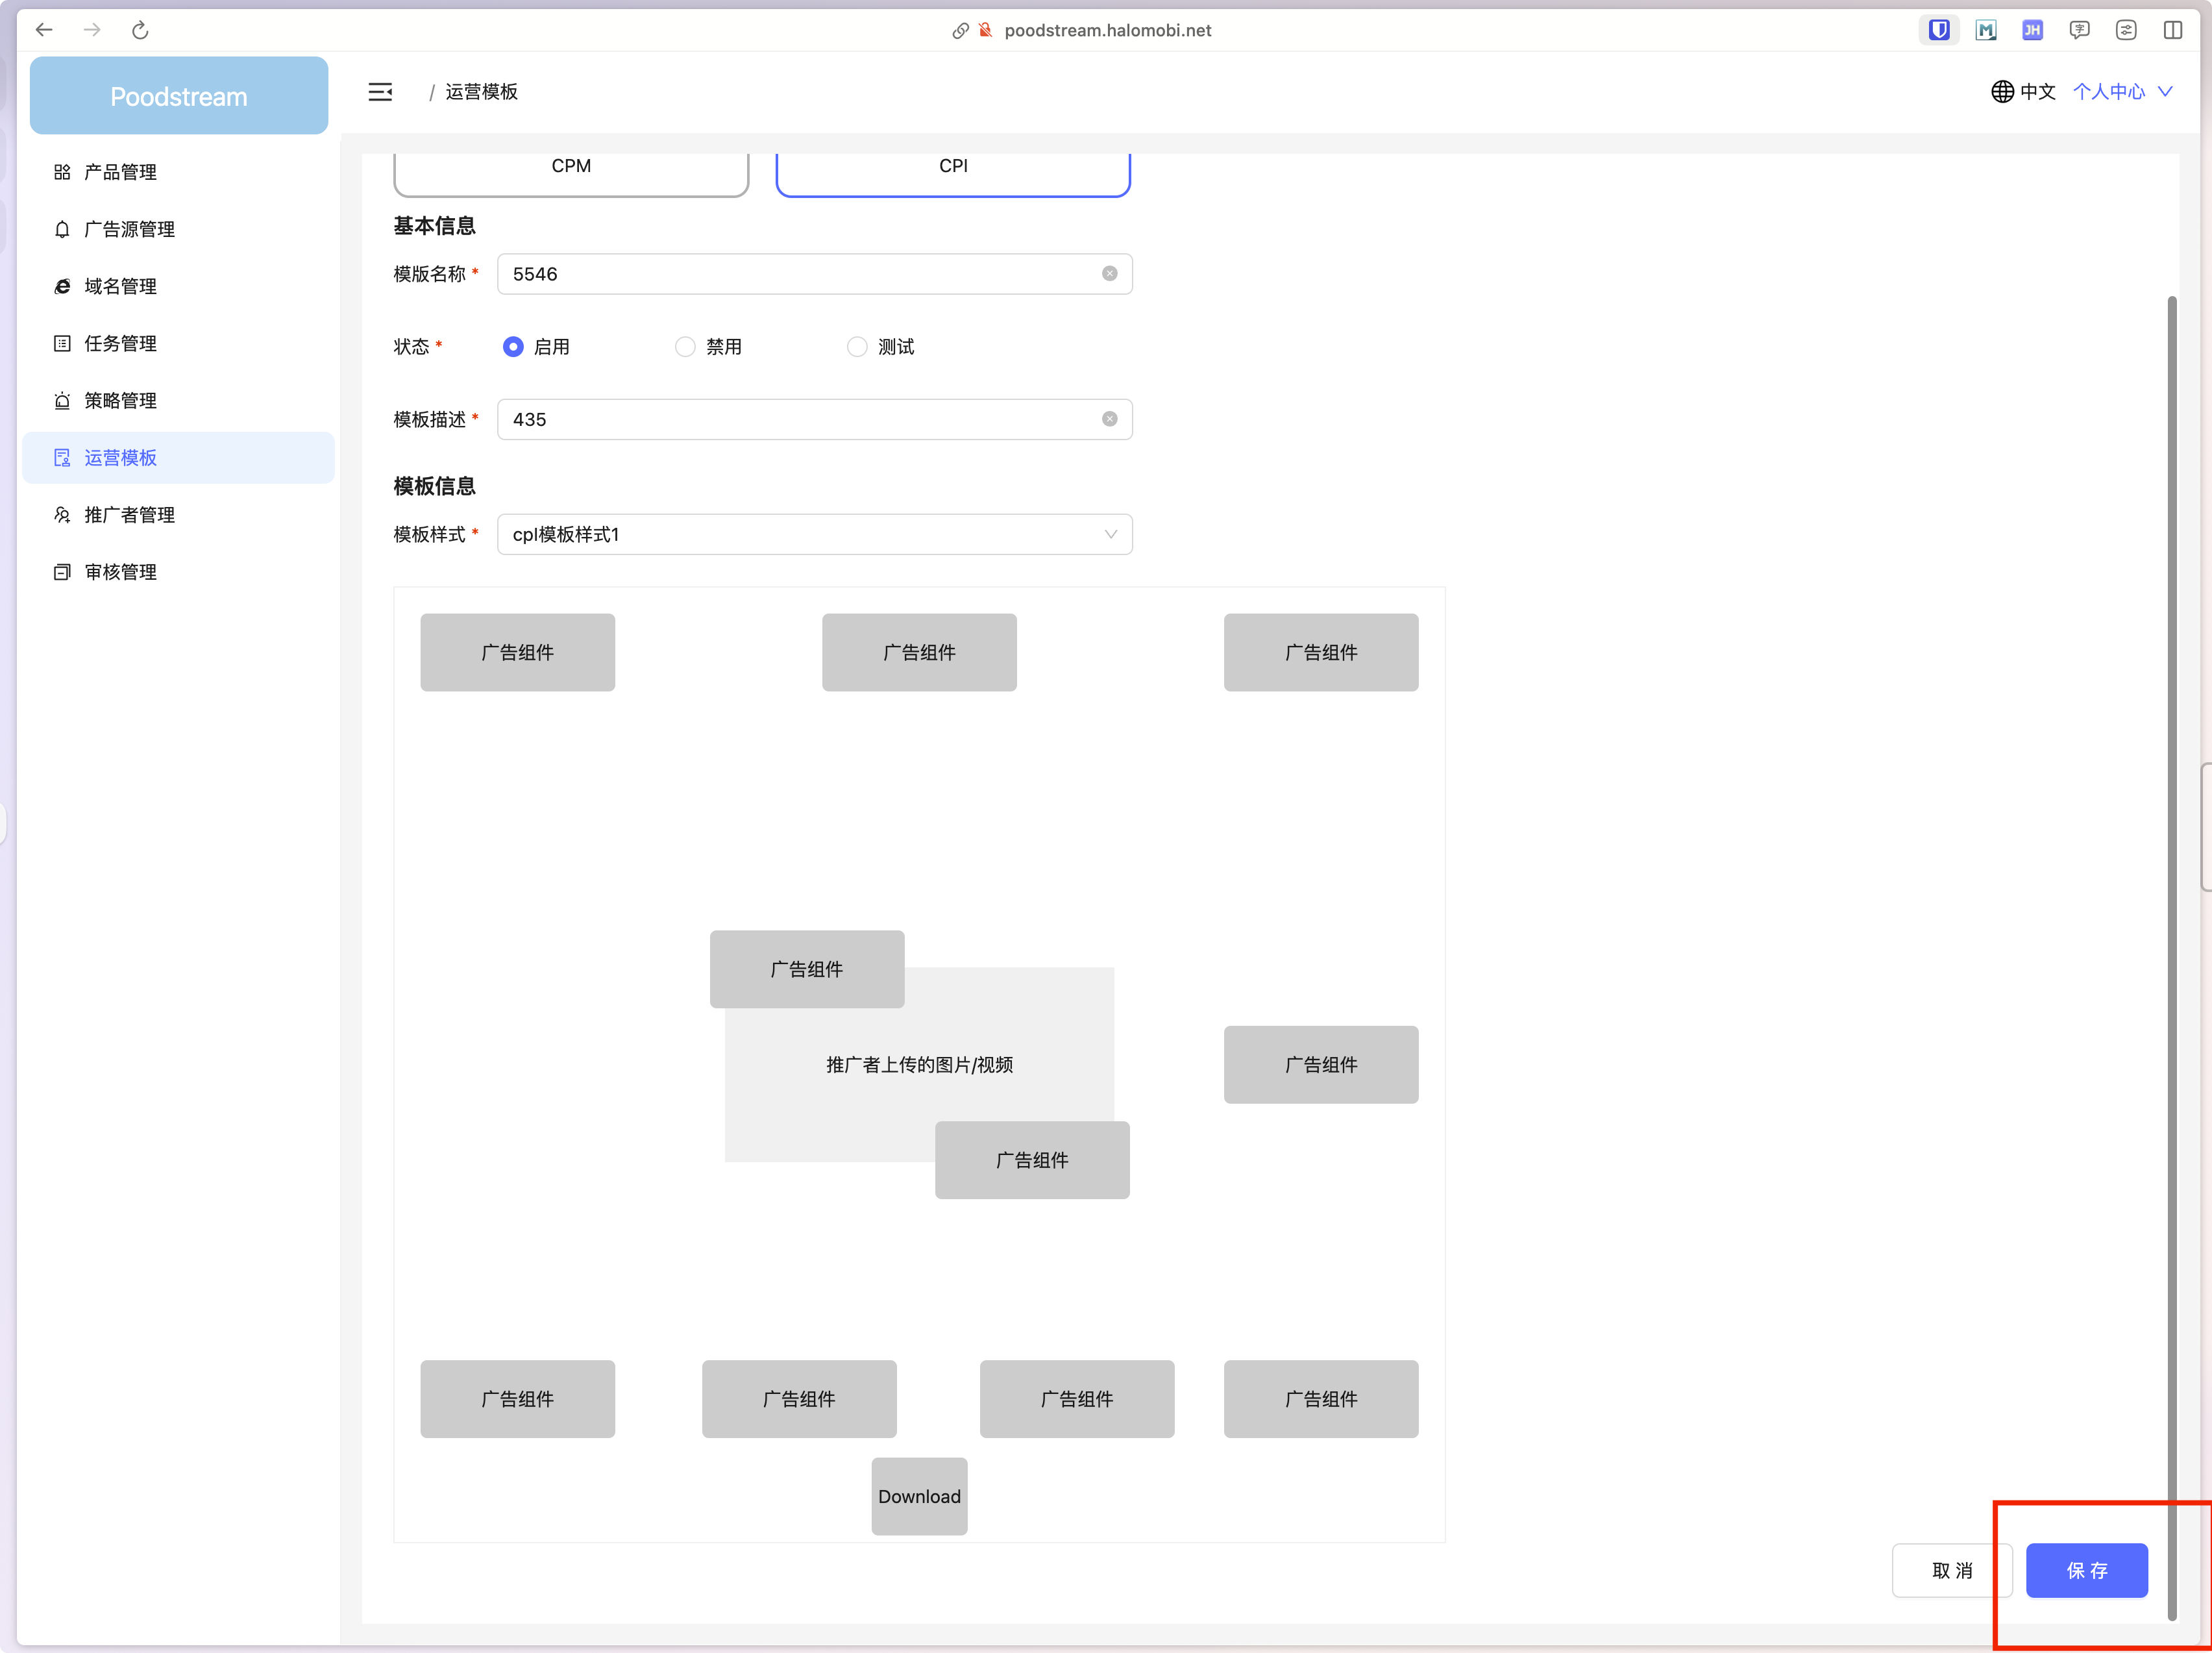 poodstream.halomobi.net
JH
字
Poodstream
/ 运营模板
中文 个人中心
产品管理
广告源管理
域名管理
任务管理
策略管理
运营模板
推广者管理
审核管理
CPM CPI
基本信息
模版名称 * 5546
状态 * 启用 禁用 测试
模板描述 * 435
模板信息
模板样式 * cpI模板样式1
广告组件 广告组件 广告组件
广告组件
推广者上传的图片/视频 广告组件
广告组件
广告组件 广告组件 广告组件 广告组件
Download
取 消 保 存